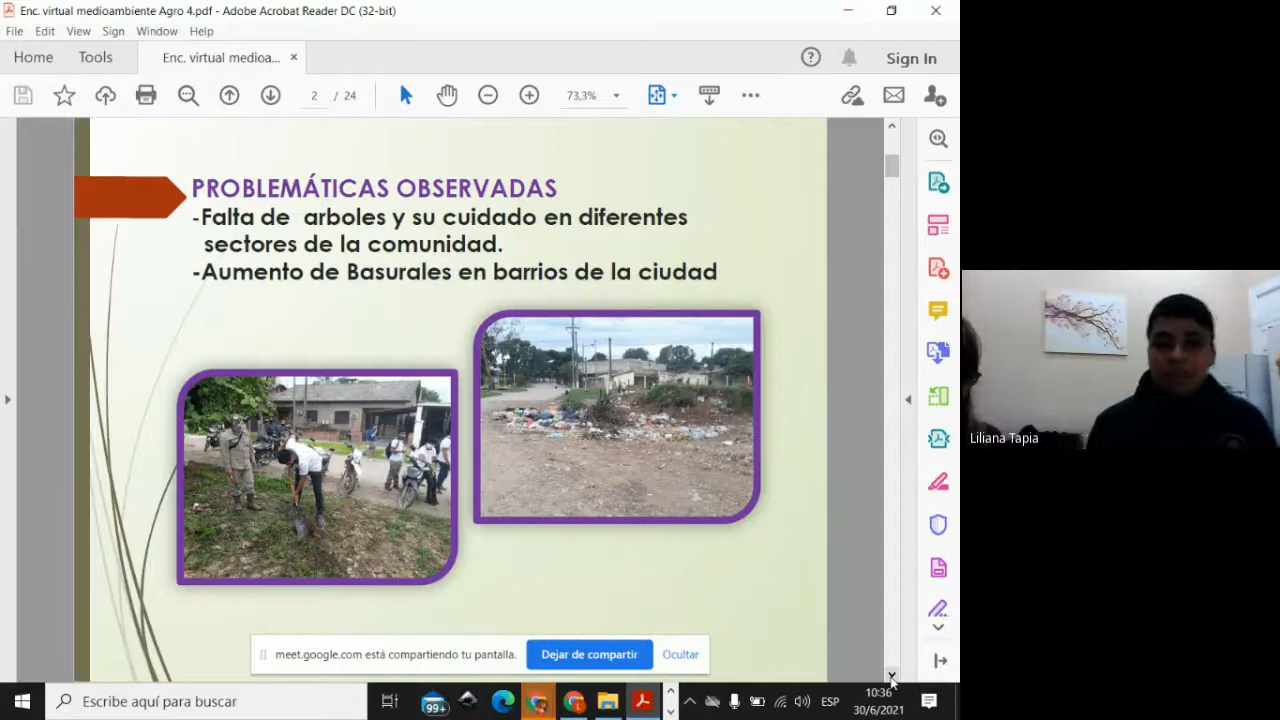 Enc. virtual medioambiente Agro 4.pdf - Adobe Acrobat Reader DC (32-bit)
File Edit View Sign Window Help
Home Tools Enc. virtual medioa... × Sign In
2 / 24 73,3%
PROBLEMÁTICAS OBSERVADAS
-Falta de arboles y su cuidado en diferentes
sectores de la comunidad.
-Aumento de Basurales en barrios de la ciudad
Liliana Tapia
meet.google.com está compartiendo tu pantalla. Dejar de compartir Ocultar
Escribe aquí para buscar 99+ ESP 10:36
30/6/2021